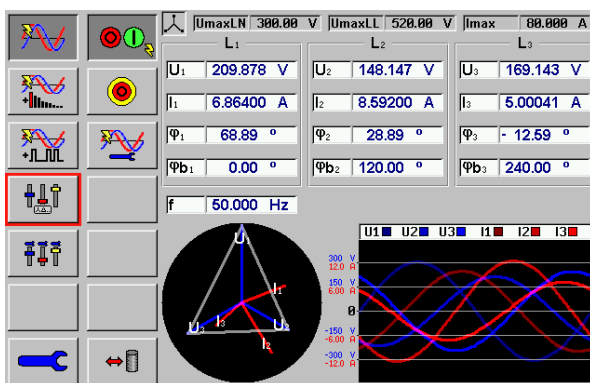 UmaxLN 300.00 V UmaxLL 520.00 V Imax 80.000 A
L1 L2 L3
U1 209.878 V U2 148.147 V U3 169.143 V
I1 6.86400 A I2 8.59200 A I3 5.00041 A
φ1 68.89 º φ2 28.89 º φ3 - 12.59 º
φb1 0.00 º φb2 120.00 º φb3 240.00 º
f 50.000 Hz
U1 U2 U3 I1 I2 I3
U1
I1
U3 I3 U2
I2
300 V
12.0 A
150 V
6.00 A
0
-150 V
-6.00 A
-300 V
-12.0 A